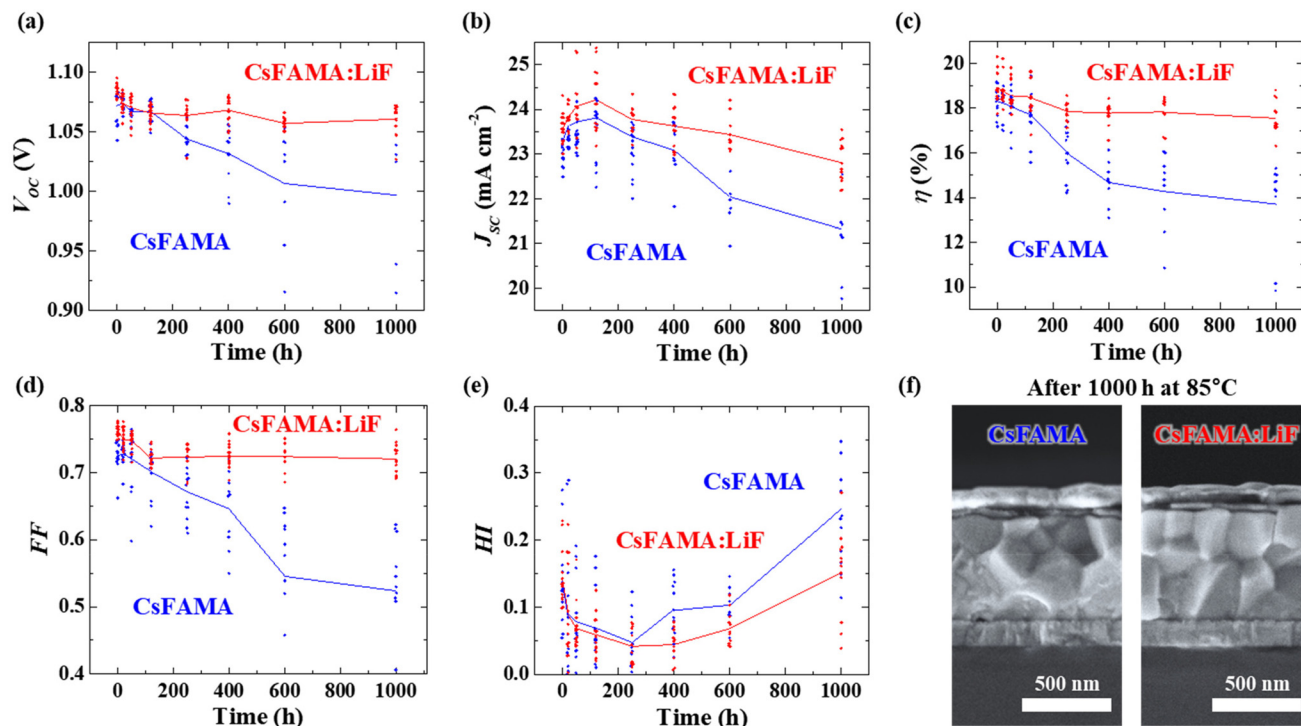 (a)
1.10
1.05
1.00
0.95
0.90
V_OC (V)
CsFAMA:LiF
CsFAMA
0 200 400 600 800 1000
Time (h)
(b)
25
24
23
22
21
20
J_SC (mA cm⁻²)
CsFAMA:LiF
CsFAMA
0 200 400 600 800 1000
Time (h)
(c)
20
18
16
14
12
10
η (%)
CsFAMA:LiF
CsFAMA
0 200 400 600 800 1000
Time (h)
(d)
0.8
0.7
0.6
0.5
0.4
FF
CsFAMA:LiF
CsFAMA
0 200 400 600 800 1000
Time (h)
(e)
0.4
0.3
0.2
0.1
0.0
HI
CsFAMA
CsFAMA:LiF
0 200 400 600 800 1000
Time (h)
(f)
After 1000 h at 85°C
CsFAMA
CsFAMA:LiF
500 nm
500 nm